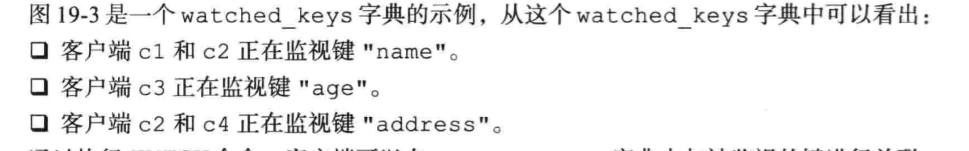 图 19-3 是一个 watched_keys 字典的示例，从这个 watched_keys 字典中可以看出：
❑ 客户端 c1 和 c2 正在监视键 "name"。
❑ 客户端 c3 正在监视键 "age"。
❑ 客户端 c2 和 c4 正在监视键 "address"。